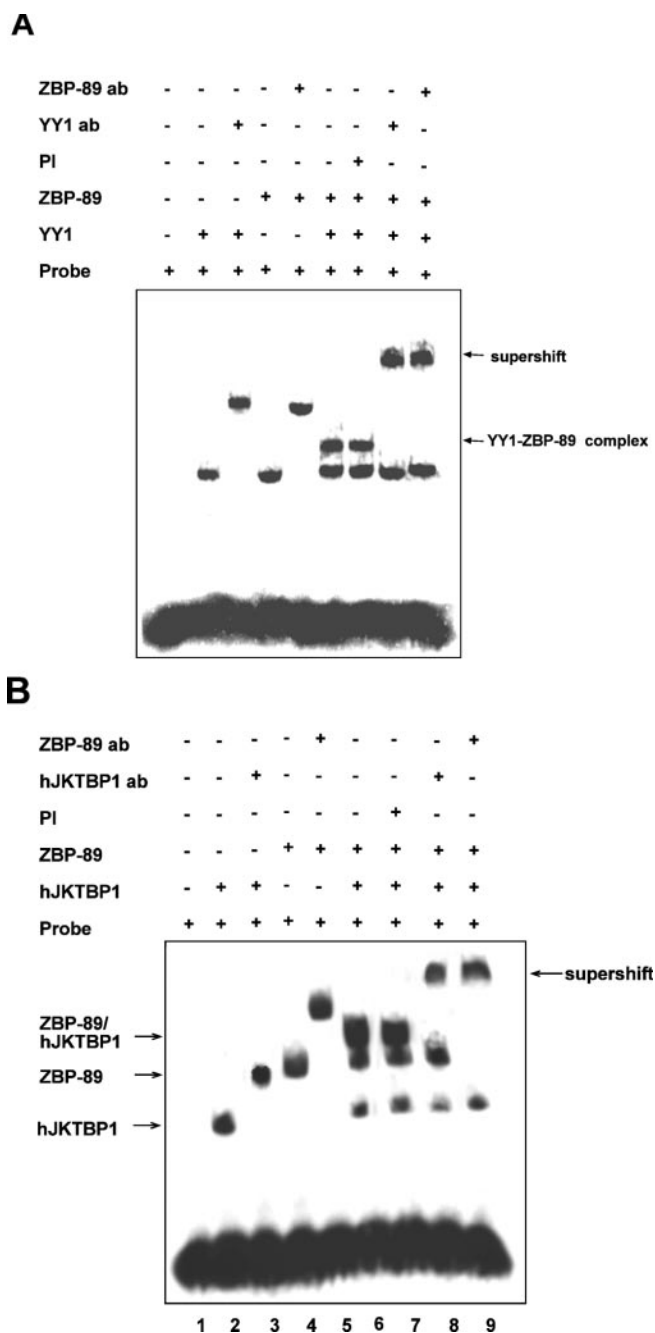 A
ZBP-89 ab - - - - + - - - +
YY1 ab - - + - - - - + -
PI - - - - - - + - -
ZBP-89 - - - + + + + + +
YY1 - + + - - + + + +
Probe + + + + + + + + +
supershift
YY1-ZBP-89 complex
B
ZBP-89 ab - - - - + - - - +
hJKTBP1 ab - - + - - - - + -
PI - - - - - - + - -
ZBP-89 - - - + + + + + +
hJKTBP1 - + + - - + + + +
Probe + + + + + + + + +
supershift
ZBP-89/
hJKTBP1
ZBP-89
hJKTBP1
1 2 3 4 5 6 7 8 9